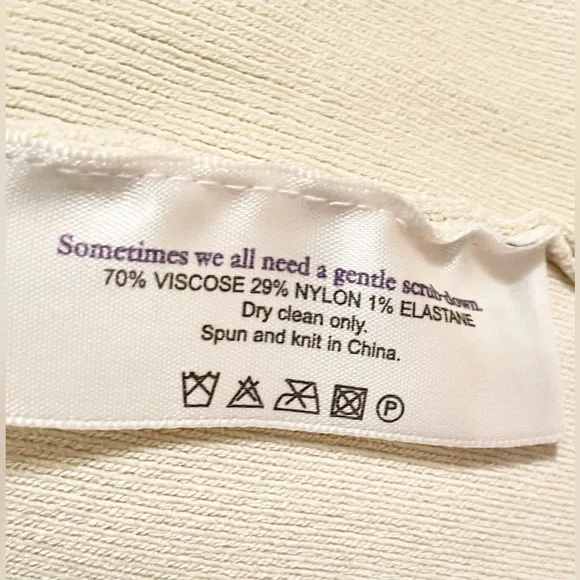 Sometimes we all need a gentle scrub-down.
70% VISCOSE 29% NYLON 1% ELASTANE
Dry clean only.
Spun and knit in China.
P